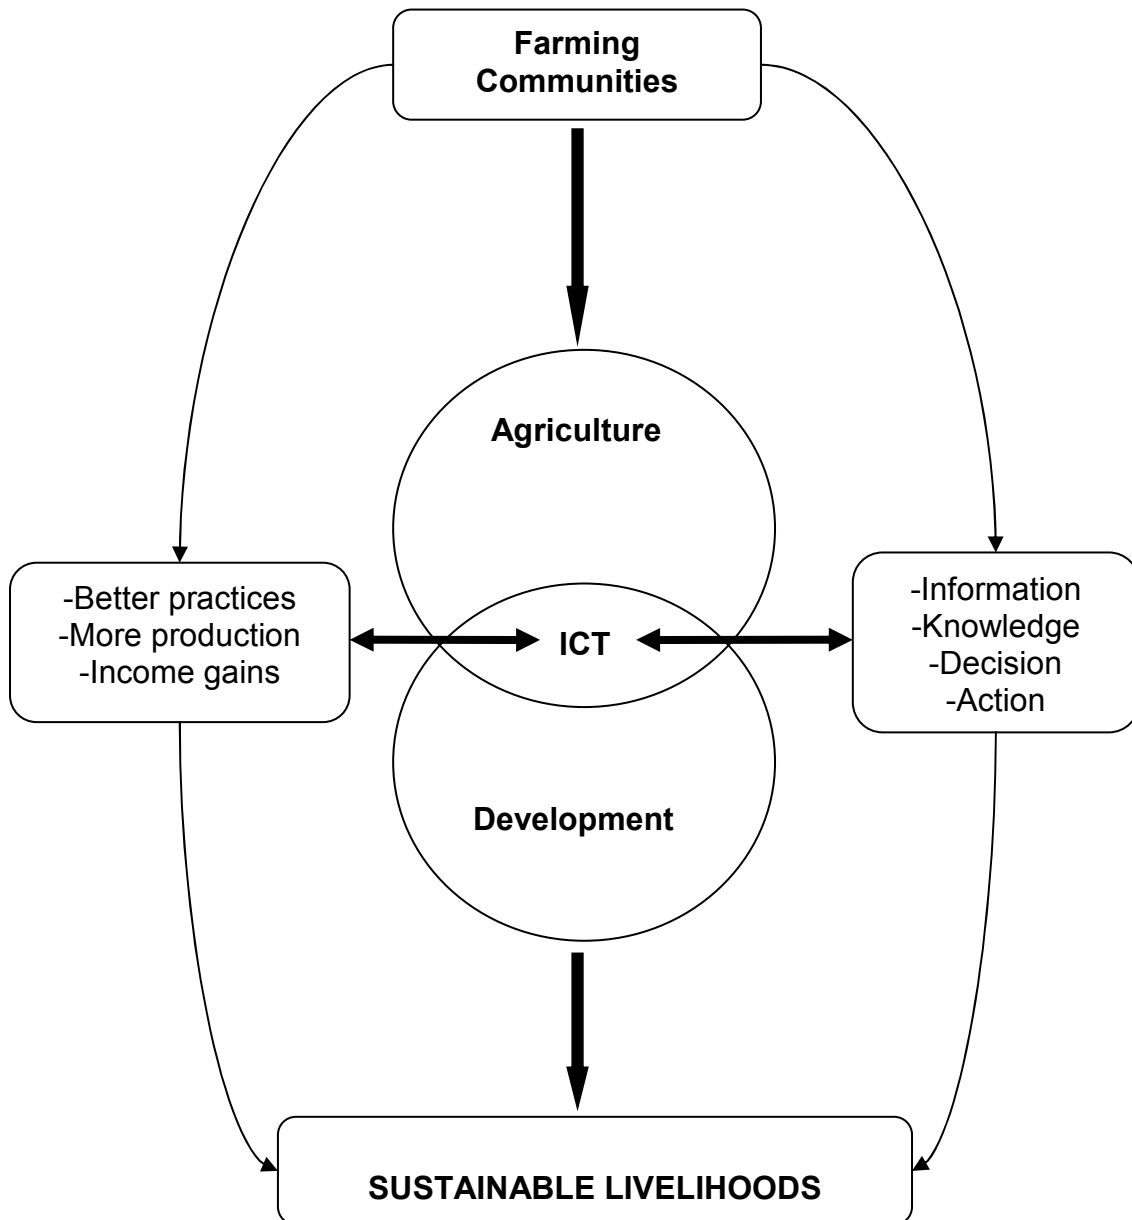 Farming
Communities
Agriculture
-Better practices
-More production
-Income gains
ICT
-Information
-Knowledge
-Decision
-Action
Development
SUSTAINABLE LIVELIHOODS